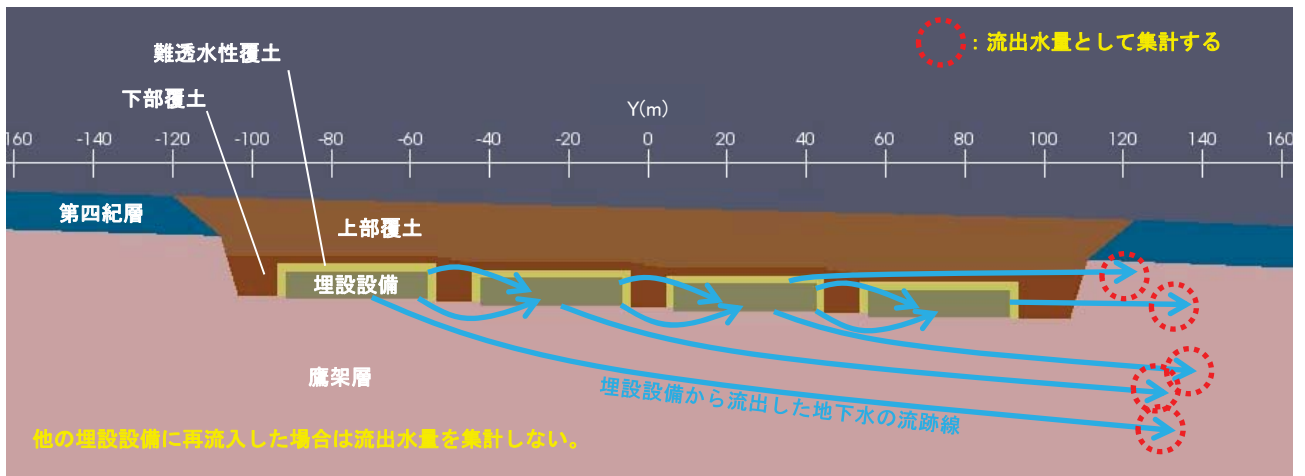 難透水性覆土
：流出水量として集計する
下部覆土
Y(m)
160 -140 -120 -100 -80 -60 -40 -20 0 20 40 60 80 100 120 140 160
第四紀層
上部覆土
埋設設備
鷹架層
埋設設備から流出した地下水の流跡線
他の埋設設備に再流入した場合は流出水量を集計しない。